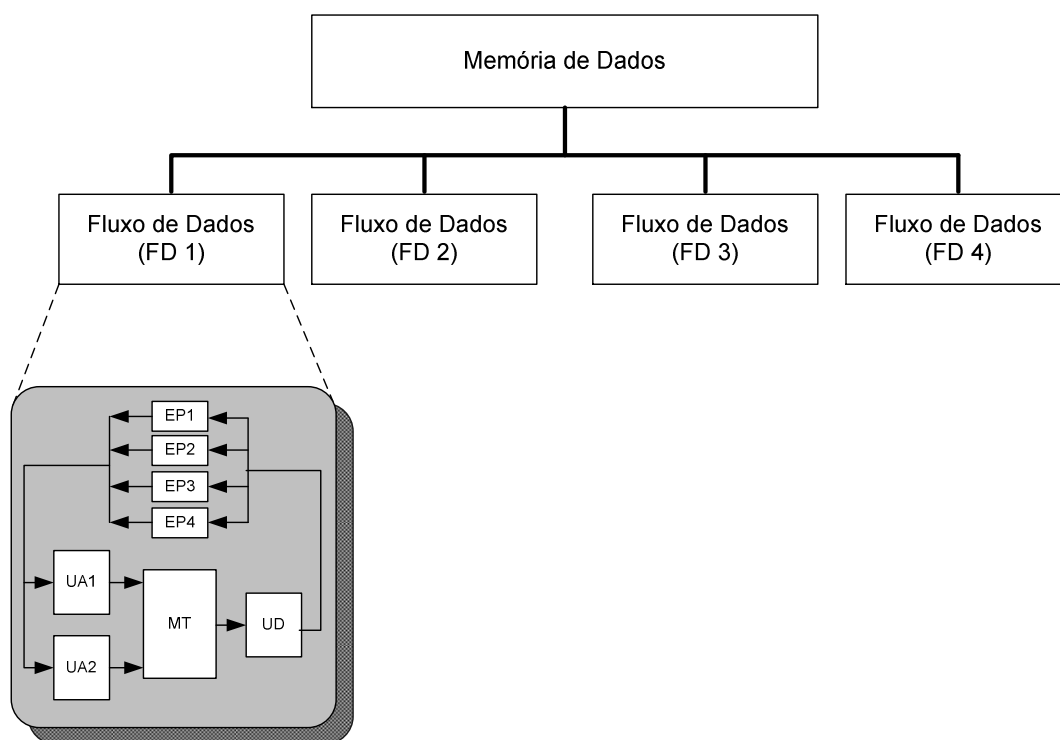 Memória de Dados
Fluxo de Dados
(FD 1)
Fluxo de Dados
(FD 2)
Fluxo de Dados
(FD 3)
Fluxo de Dados
(FD 4)
EP1
EP2
EP3
EP4
UA1
MT
UD
UA2